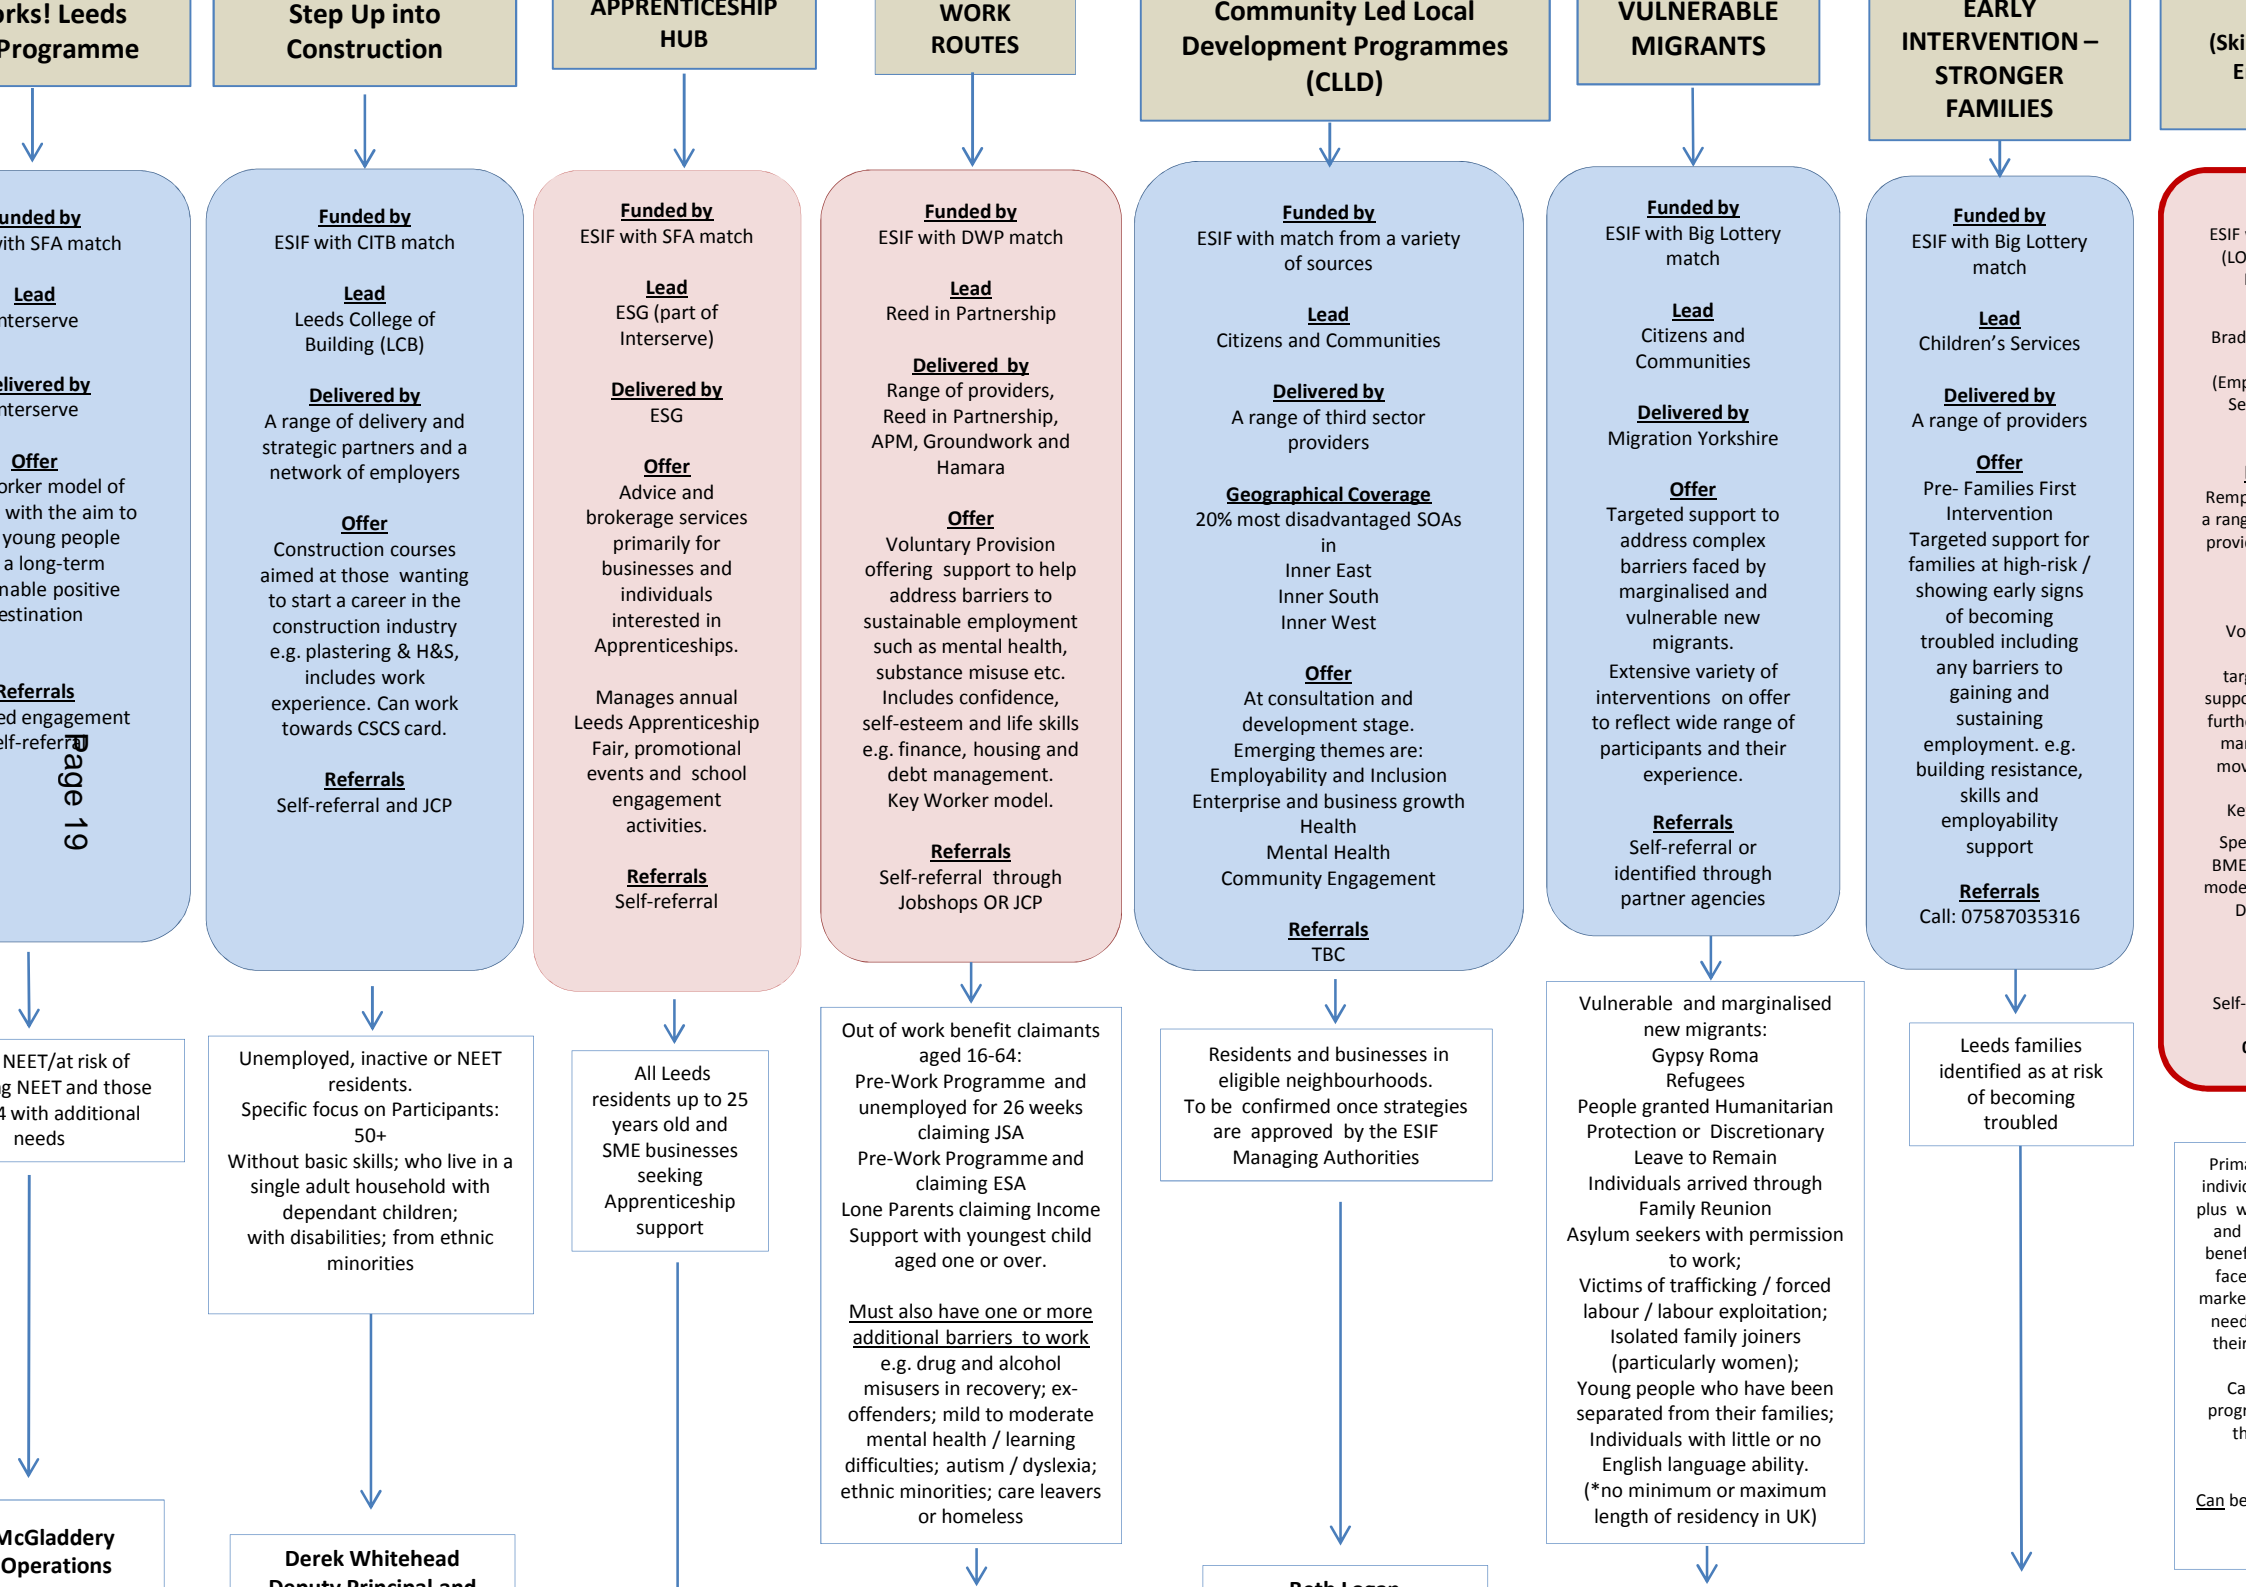 Leeds
Programme
Funded by
with SFA match
Lead
Interserve
Delivered by
Interserve
Offer
model of
with the aim to
young people
a long-term
positive
destination
Referrals
engagement
Self-referral
Page 19
NEET/at risk of
NEET and those
with additional
needs
McGladdery
Operations
Step Up into
Construction
Funded by
ESIF with CITB match
Lead
Leeds College of
Building (LCB)
Delivered by
A range of delivery and
strategic partners and a
network of employers
Offer
Construction courses
aimed at those wanting
to start a career in the
construction industry
e.g. plastering & H&S,
includes work
experience. Can work
towards CSCS card.
Referrals
Self-referral and JCP
Unemployed, inactive or NEET
residents.
Specific focus on Participants:
50+
Without basic skills; who live in a
single adult household with
dependant children;
with disabilities; from ethnic
minorities
Derek Whitehead
Deputy Principal and
APPRENTICESHIP
HUB
Funded by
ESIF with SFA match
Lead
ESG (part of
Interserve)
Delivered by
ESG
Offer
Advice and
brokerage services
primarily for
businesses and
individuals
interested in
Apprenticeships.
Manages annual
Leeds Apprenticeship
Fair, promotional
events and school
engagement
activities.
Referrals
Self-referral
All Leeds
residents up to 25
years old and
SME businesses
seeking
Apprenticeship
support
WORK
ROUTES
Funded by
ESIF with DWP match
Lead
Reed in Partnership
Delivered by
Range of providers,
Reed in Partnership,
APM, Groundwork and
Hamara
Offer
Voluntary Provision
offering support to help
address barriers to
sustainable employment
such as mental health,
substance misuse etc.
Includes confidence,
self-esteem and life skills
e.g. finance, housing and
debt management.
Key Worker model.
Referrals
Self-referral through
Jobshops OR JCP
Out of work benefit claimants
aged 16-64:
Pre-Work Programme and
unemployed for 26 weeks
claiming JSA
Pre-Work Programme and
claiming ESA
Lone Parents claiming Income
Support with youngest child
aged one or over.
Must also have one or more
additional barriers to work
e.g. drug and alcohol
misusers in recovery; ex-
offenders; mild to moderate
mental health / learning
difficulties; autism / dyslexia;
ethnic minorities; care leavers
or homeless
Community Led Local
Development Programmes
(CLLD)
Funded by
ESIF with match from a variety
of sources
Lead
Citizens and Communities
Delivered by
A range of third sector
providers
Geographical Coverage
20% most disadvantaged SOAs
in
Inner East
Inner South
Inner West
Offer
At consultation and
development stage.
Emerging themes are:
Employability and Inclusion
Enterprise and business growth
Health
Mental Health
Community Engagement
Referrals
TBC
Residents and businesses in
eligible neighbourhoods.
To be confirmed once strategies
are approved by the ESIF
Managing Authorities
Beth Logan
VULNERABLE
MIGRANTS
Funded by
ESIF with Big Lottery
match
Lead
Citizens and
Communities
Delivered by
Migration Yorkshire
Offer
Targeted support to
address complex
barriers faced by
marginalised and
vulnerable new
migrants.
Extensive variety of
interventions on offer
to reflect wide range of
participants and their
experience.
Referrals
Self-referral or
identified through
partner agencies
Vulnerable and marginalised
new migrants:
Gypsy Roma
Refugees
People granted Humanitarian
Protection or Discretionary
Leave to Remain
Individuals arrived through
Family Reunion
Asylum seekers with permission
to work;
Victims of trafficking / forced
labour / labour exploitation;
Isolated family joiners
(particularly women);
Young people who have been
separated from their families;
Individuals with little or no
English language ability.
(*no minimum or maximum
length of residency in UK)
EARLY
INTERVENTION –
STRONGER
FAMILIES
Funded by
ESIF with Big Lottery
match
Lead
Children's Services
Delivered by
A range of providers
Offer
Pre- Families First
Intervention
Targeted support for
families at high-risk /
showing early signs
of becoming
troubled including
any barriers to
gaining and
sustaining
employment. e.g.
building resistance,
skills and
employability
support
Referrals
Call: 07587035316
Leeds families
identified as at risk
of becoming
troubled
ESIF
a
BME
Self-
and
their
Can be